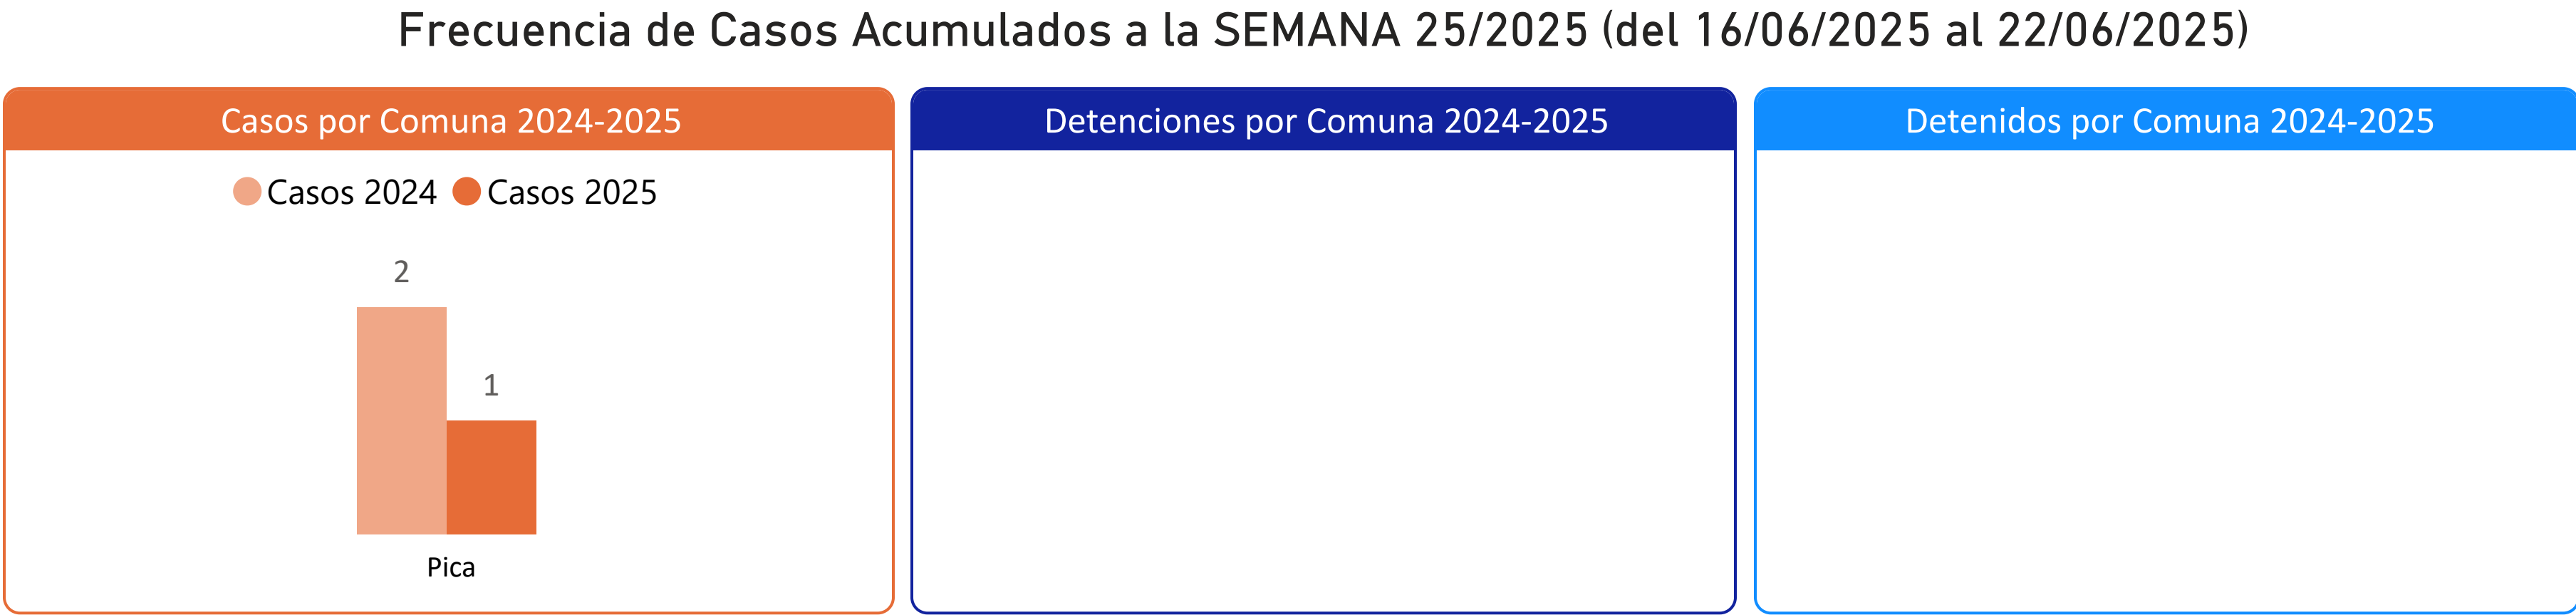 Frecuencia de Casos Acumulados a la SEMANA 25/2025 (del 16/06/2025 al 22/06/2025)
Casos por Comuna 2024-2025
Casos 2024 Casos 2025
2
1
Pica
Detenciones por Comuna 2024-2025
Detenidos por Comuna 2024-2025